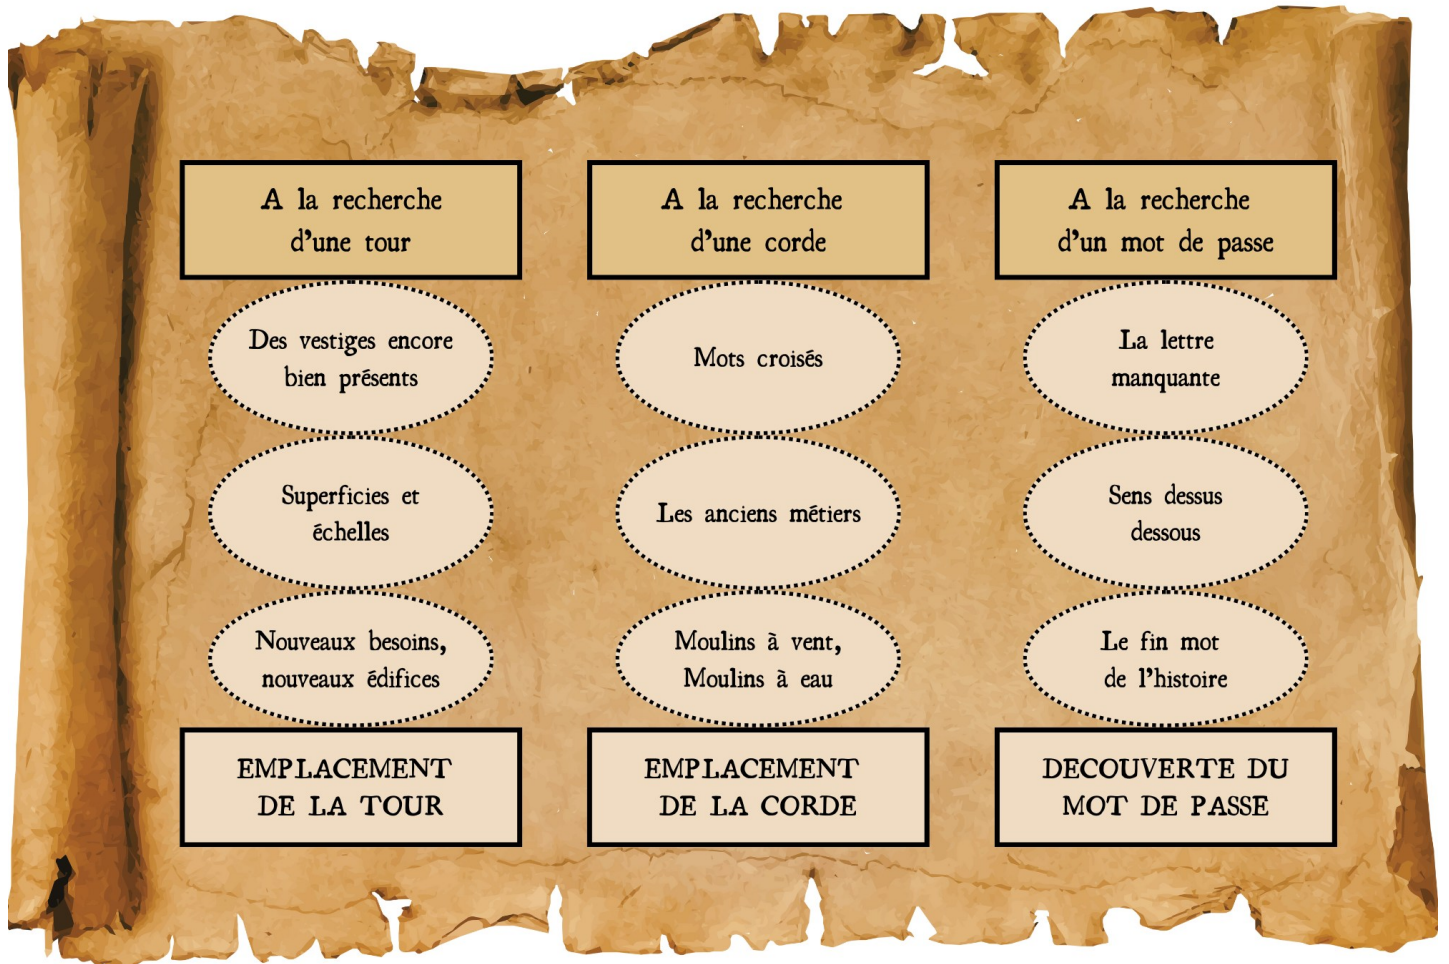 A la recherche
d'une tour
Des vestiges encore
bien présents
Superficies et
échelles
Nouveaux besoins,
nouveaux édifices
EMPLACEMENT
DE LA TOUR
A la recherche
d'une corde
Mots croisés
Les anciens métiers
Moulins à vent,
Moulins à eau
EMPLACEMENT
DE LA CORDE
A la recherche
d'un mot de passe
La lettre
manquante
Sens dessus
dessous
Le fin mot
de l'histoire
DECOUVERTE DU
MOT DE PASSE